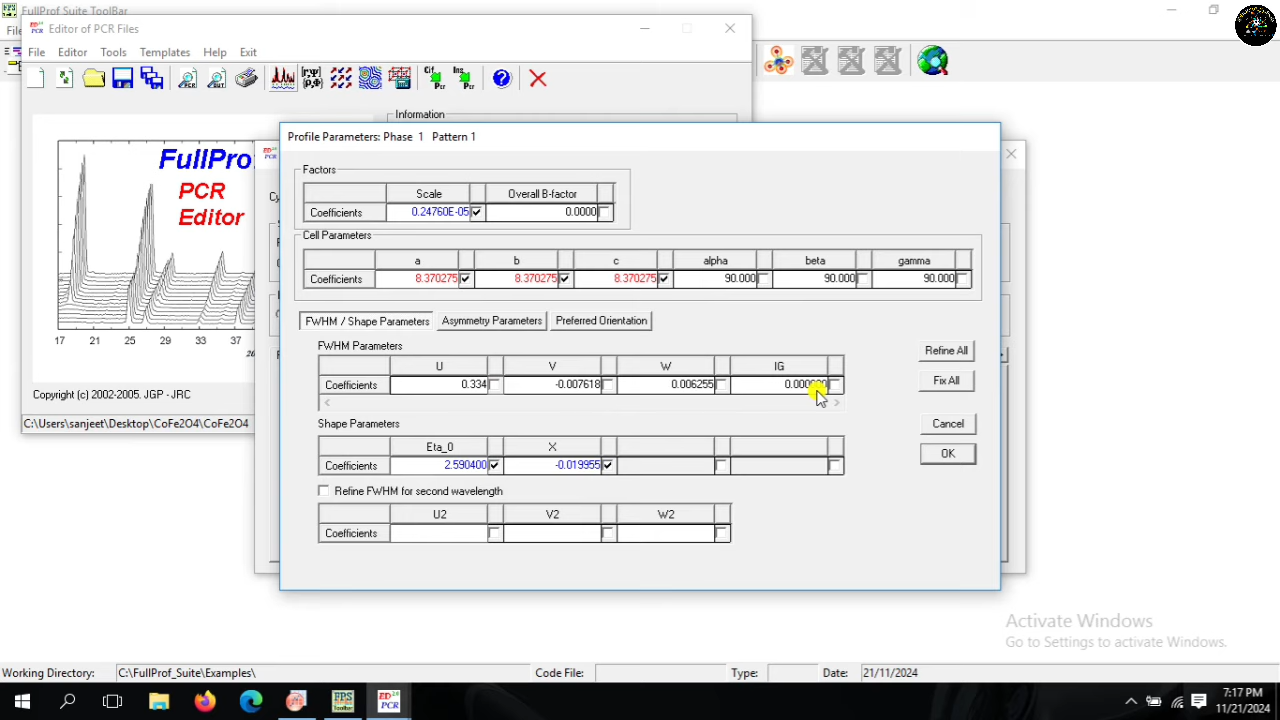 FullProf Suite ToolBar
Editor of PCR Files
File Editor Tools Templates Help Exit
Information
FullProf
PCR
Editor
17 21 25 29 33 37
Copyright (c) 2002-2005. JGP - JRC
C:\Users\sanjeet\Desktop\CoFe2O4\CoFe2O4
Profile Parameters: Phase 1 Pattern 1
Factors
Scale Overall B-factor
Coefficients 0.24760E-05 0.0000
Cell Parameters
a b c alpha beta gamma
Coefficients 8.370275 8.370275 8.370275 90.000 90.000 90.000
FWHM / Shape Parameters Asymmetry Parameters Preferred Orientation
FWHM Parameters
U V W IG
Coefficients 0.334 -0.007618 0.006255 0.000000
Refine All
Fix All
Cancel
OK
Shape Parameters
Eta_0 X
Coefficients 2.590400 -0.019955
Refine FWHM for second wavelength
U2 V2 W2
Coefficients
Activate Windows
Go to Settings to activate Windows.
Working Directory: C:\FullProf_Suite\Examples\ Code File: Type: Date: 21/11/2024
7:17 PM
11/21/2024